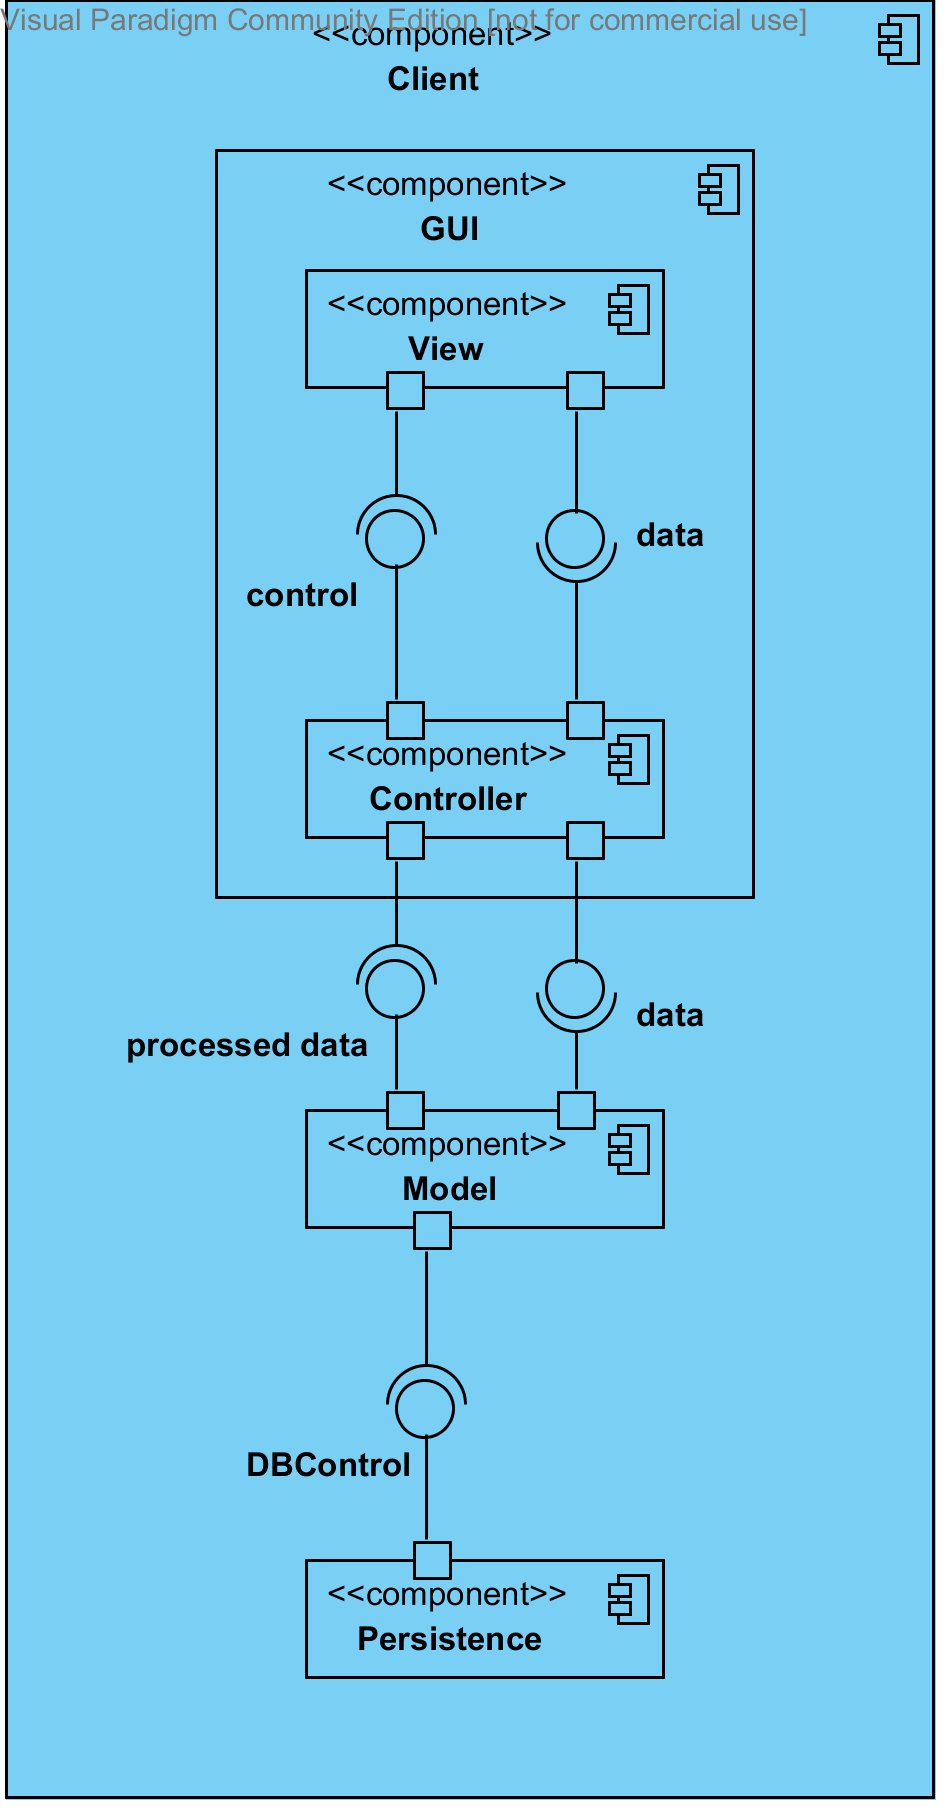 Visual Paradigm Community Edition [not for commercial use]
<<component>>
Client
<<component>>
GUI
<<component>>
View
data
control
<<component>>
Controller
data
processed data
<<component>>
Model
DBControl
<<component>>
Persistence